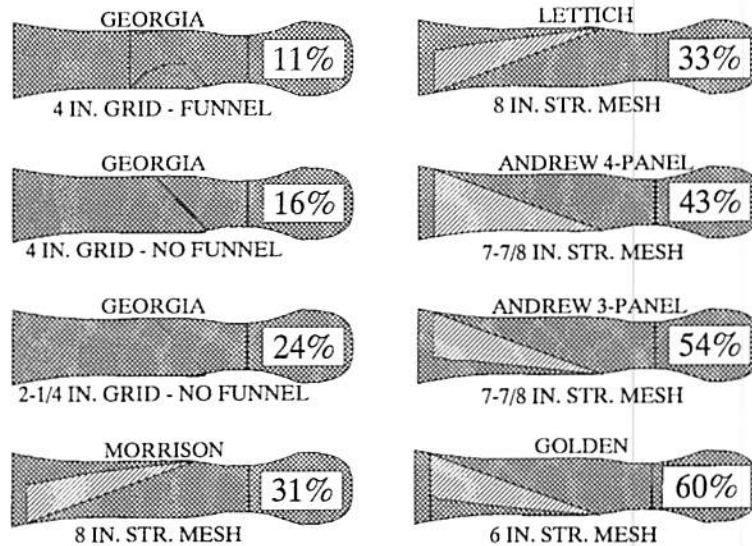 GEORGIA
11%
4 IN. GRID - FUNNEL
GEORGIA
16%
4 IN. GRID - NO FUNNEL
GEORGIA
24%
2-1/4 IN. GRID - NO FUNNEL
MORRISON
31%
8 IN. STR. MESH
LETTICH
33%
8 IN. STR. MESH
ANDREW 4-PANEL
43%
7-7/8 IN. STR. MESH
ANDREW 3-PANEL
54%
7-7/8 IN. STR. MESH
GOLDEN
60%
6 IN. STR. MESH